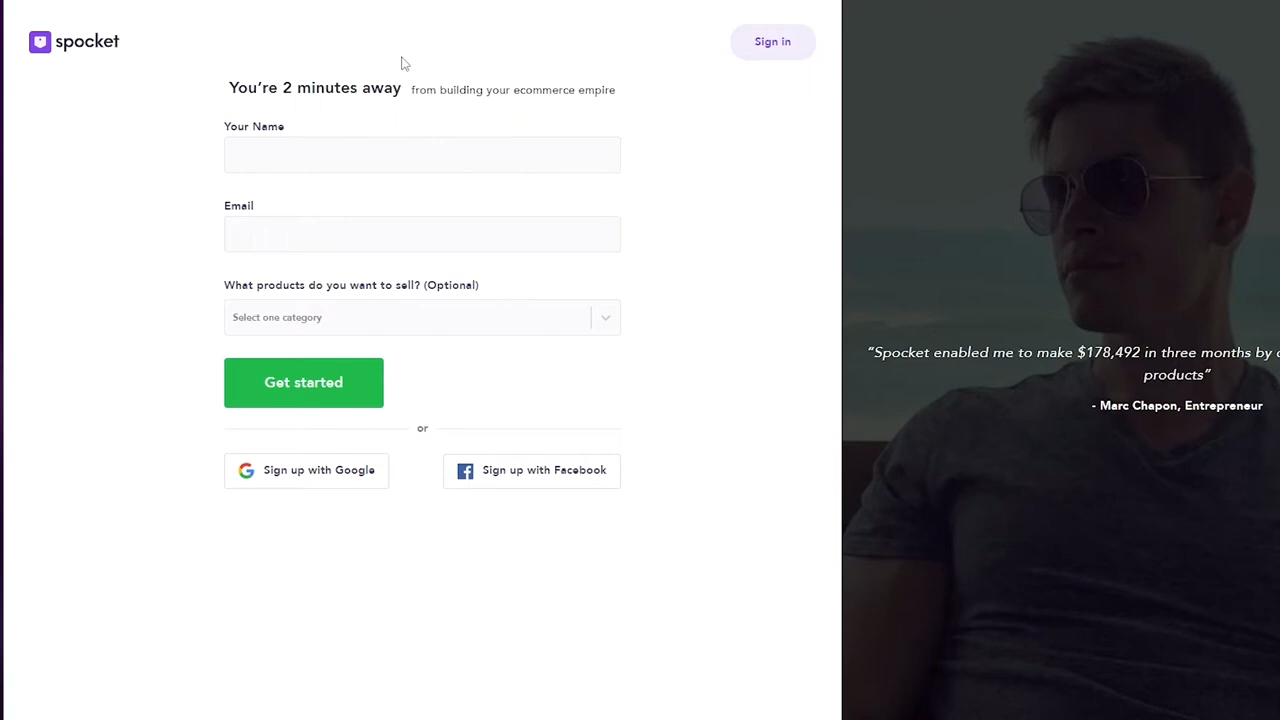 spocket
Sign in
You’re 2 minutes away from building your ecommerce empire
Your Name
Email
What products do you want to sell? (Optional)
Select one category
Get started
or
Sign up with Google
Sign up with Facebook
“Spocket enabled me to make $178,492 in three months by
products”
- Marc Chapon, Entrepreneur